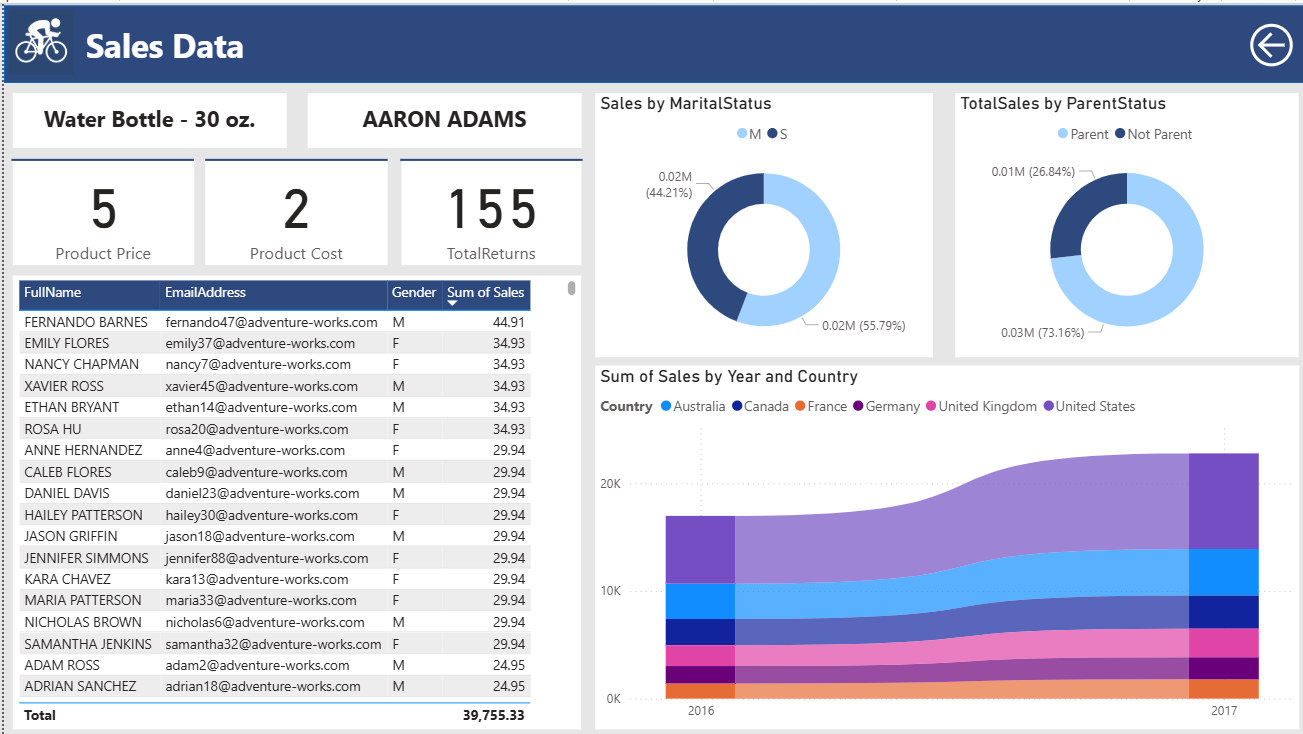 Sales Data
Water Bottle - 30 oz.
AARON ADAMS
5
Product Price
2
Product Cost
155
TotalReturns
FullName EmailAddress Gender Sum of Sales
FERNANDO BARNES fernando47@adventure-works.com M 44.91
EMILY FLORES emily37@adventure-works.com F 34.93
NANCY CHAPMAN nancy7@adventure-works.com F 34.93
XAVIER ROSS xavier45@adventure-works.com M 34.93
ETHAN BRYANT ethan14@adventure-works.com M 34.93
ROSA HU rosa20@adventure-works.com F 34.93
ANNE HERNANDEZ anne4@adventure-works.com F 29.94
CALEB FLORES caleb9@adventure-works.com M 29.94
DANIEL DAVIS daniel23@adventure-works.com M 29.94
HAILEY PATTERSON hailey30@adventure-works.com F 29.94
JASON GRIFFIN jason18@adventure-works.com M 29.94
JENNIFER SIMMONS jennifer88@adventure-works.com F 29.94
KARA CHAVEZ kara13@adventure-works.com F 29.94
MARIA PATTERSON maria33@adventure-works.com F 29.94
NICHOLAS BROWN nicholas6@adventure-works.com M 29.94
SAMANTHA JENKINS samantha32@adventure-works.com F 29.94
ADAM ROSS adam2@adventure-works.com M 24.95
ADRIAN SANCHEZ adrian18@adventure-works.com M 24.95
Total 39,755.33
Sales by MaritalStatus
M S
0.02M
(44.21%)
0.02M (55.79%)
TotalSales by ParentStatus
Parent Not Parent
0.01M (26.84%)
0.03M (73.16%)
Sum of Sales by Year and Country
Country Australia Canada France Germany United Kingdom United States
20K
10K
0K
2016 2017